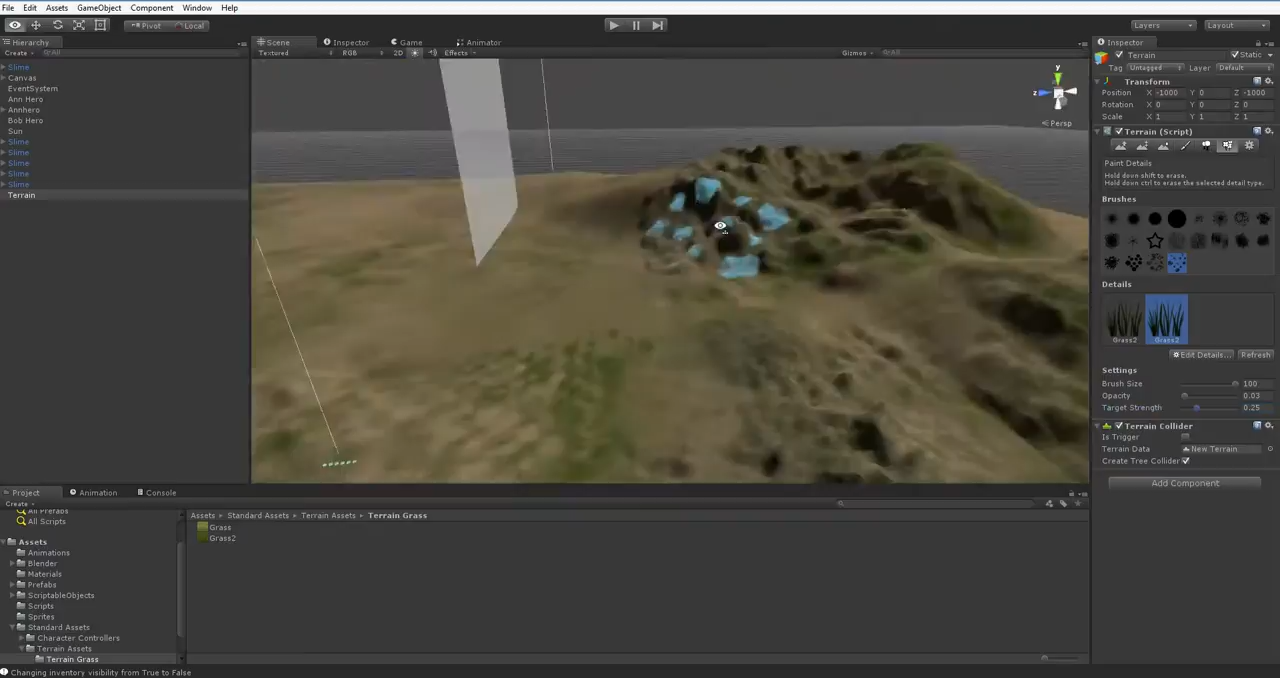 File Edit Assets GameObject Component Window Help
Pivot Local Layers Layout
Hierarchy
Create All
Slime
Canvas
EventSystem
Ann Hero
Annhero
Bob Hero
Sun
Slime
Slime
Slime
Slime
Slime
Terrain
Scene Inspector Game Animator
Textured RGB 2D Effects Gizmos All
y
z
Persp
Inspector
Terrain Static
Tag Untagged Layer Default
Transform
Position X -1000 Y 0 Z -1000
Rotation X 0 Y 0 Z 0
Scale X 1 Y 1 Z 1
Terrain (Script)
Paint Details
Hold down shift to erase.
Hold down ctrl to erase the selected detail type.
Brushes
Details
Grass2 Grass2
Edit Details... Refresh
Settings
Brush Size 100
Opacity 0.03
Target Strength 0.25
Terrain Collider
Is Trigger
Terrain Data New Terrain
Create Tree Collider
Add Component
Project Animation Console
Create
All Prefabs
All Scripts
Assets
Animations
Blender
Materials
Prefabs
ScriptableObjects
Scripts
Sprites
Standard Assets
Character Controllers
Terrain Assets
Terrain Grass
Assets Standard Assets Terrain Assets Terrain Grass
Grass
Grass2
Changing inventory visibility from True to False